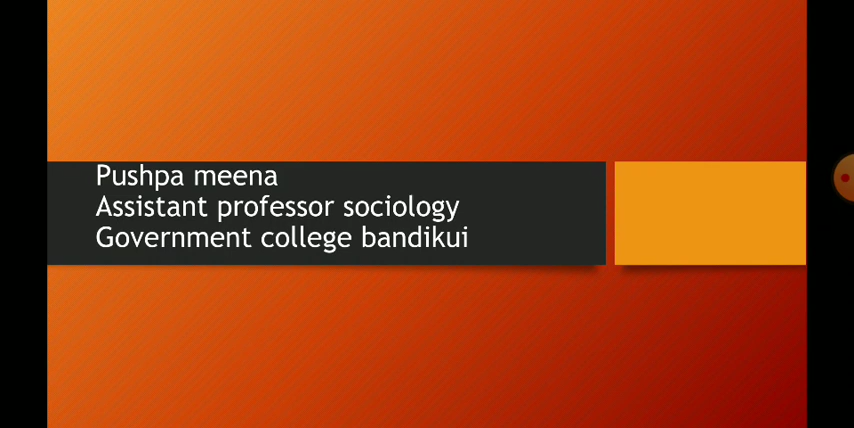 Pushpa meena
Assistant professor sociology
Government college bandikui